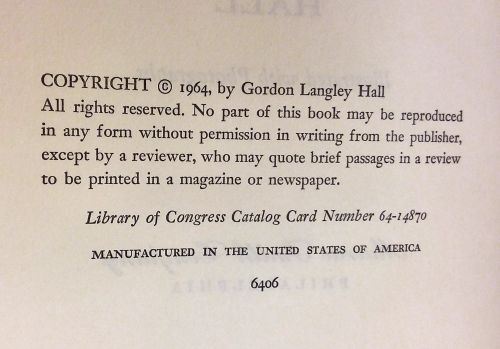 COPYRIGHT © 1964, by Gordon Langley Hall
All rights reserved. No part of this book may be reproduced
in any form without permission in writing from the publisher,
except by a reviewer, who may quote brief passages in a review
to be printed in a magazine or newspaper.
Library of Congress Catalog Card Number 64-14870
MANUFACTURED IN THE UNITED STATES OF AMERICA
6406